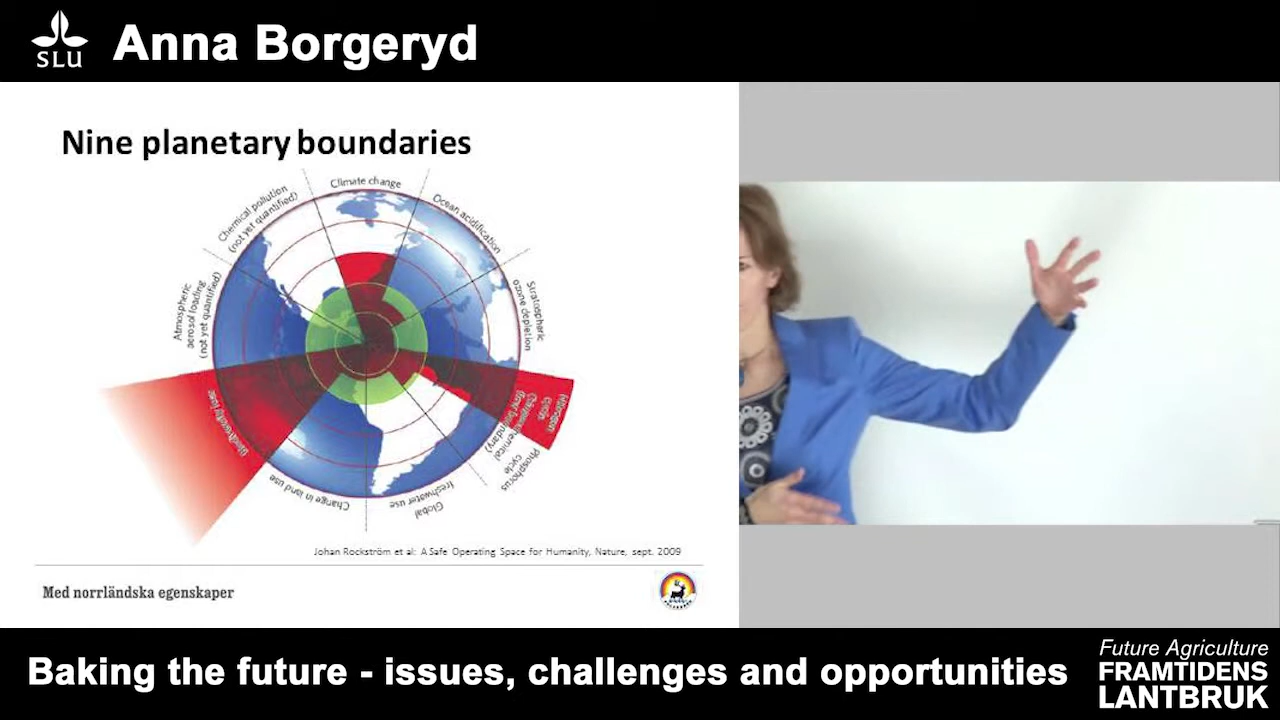 SLU
Anna Borgeryd
Nine planetary boundaries
Climate change
Ocean acidification
Stratospheric
ozone depletion
Nitrogen
cycle
boundary)
Phosphorus
cycle
Global
freshwater use
Change in land use
Biodiversity loss
Atmospheric
aerosol loading
(not yet quantified)
Chemical pollution
(not yet quantified)
Johan Rockström et al: A Safe Operating Space for Humanity, Nature, sept. 2009
Med norrländska egenskaper
Baking the future - issues, challenges and opportunities
Future Agriculture
FRAMTIDENS
LANTBRUK